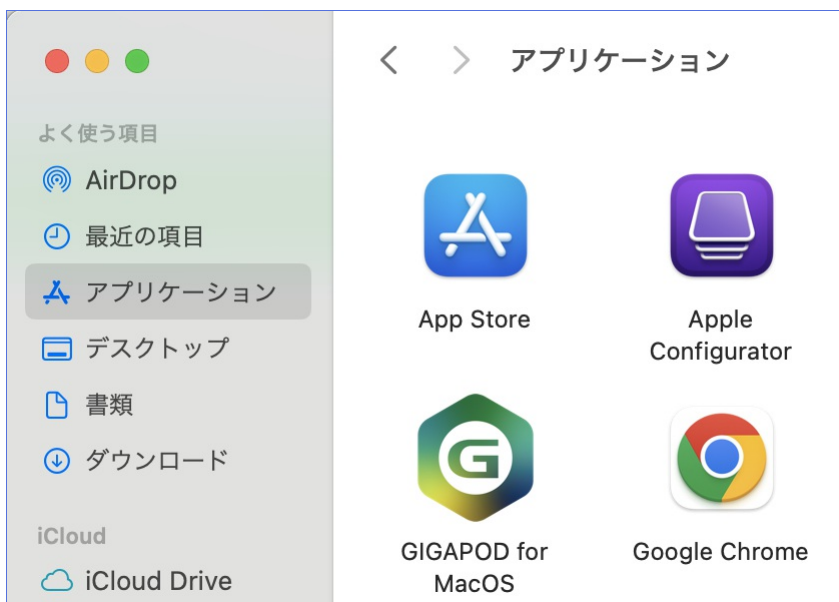 アプリケーション
よく使う項目
AirDrop
最近の項目
アプリケーション
デスクトップ
書類
ダウンロード
iCloud
iCloud Drive
App Store
Apple
Configurator
G
GIGAPOD for
MacOS
Google Chrome